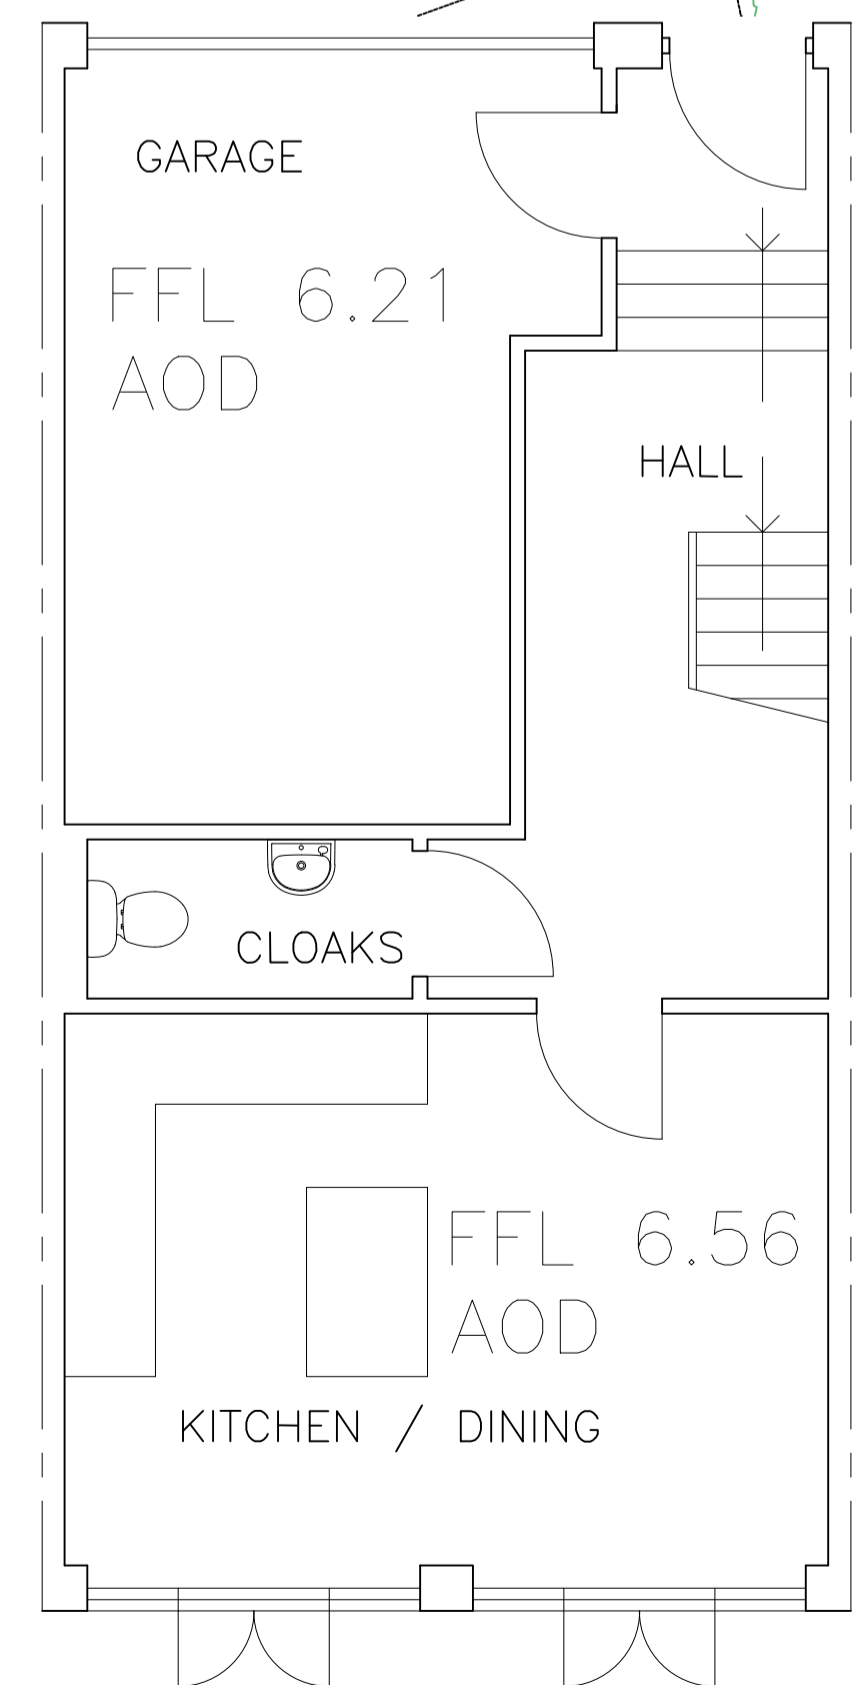 GARAGE
FFL 6.21
AOD
HALL
CLOAKS
FFL 6.56
AOD
KITCHEN / DINING